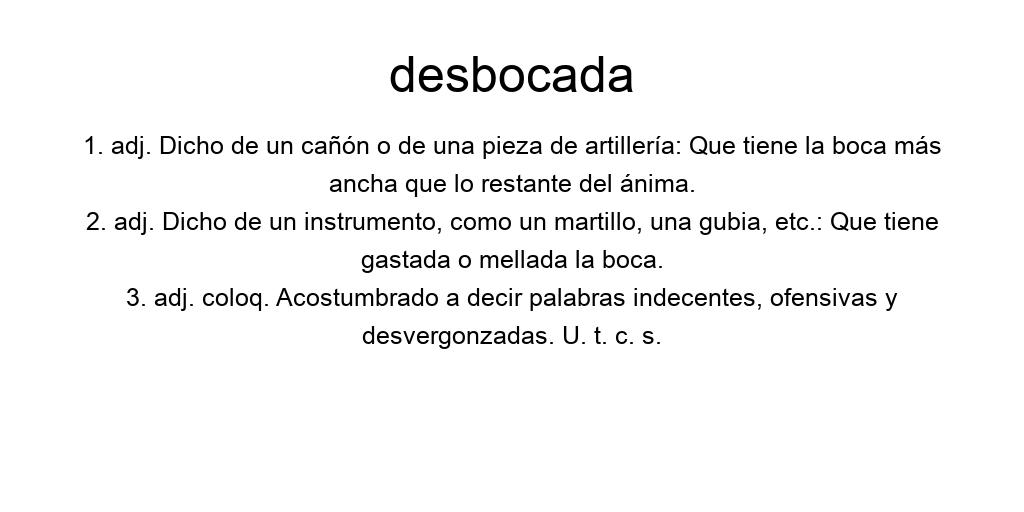 desbocada
1. adj. Dicho de un cañón o de una pieza de artillería: Que tiene la boca más
ancha que lo restante del ánima.
2. adj. Dicho de un instrumento, como un martillo, una gubia, etc.: Que tiene
gastada o mellada la boca.
3. adj. coloq. Acostumbrado a decir palabras indecentes, ofensivas y
desvergonzadas. U. t. c. s.